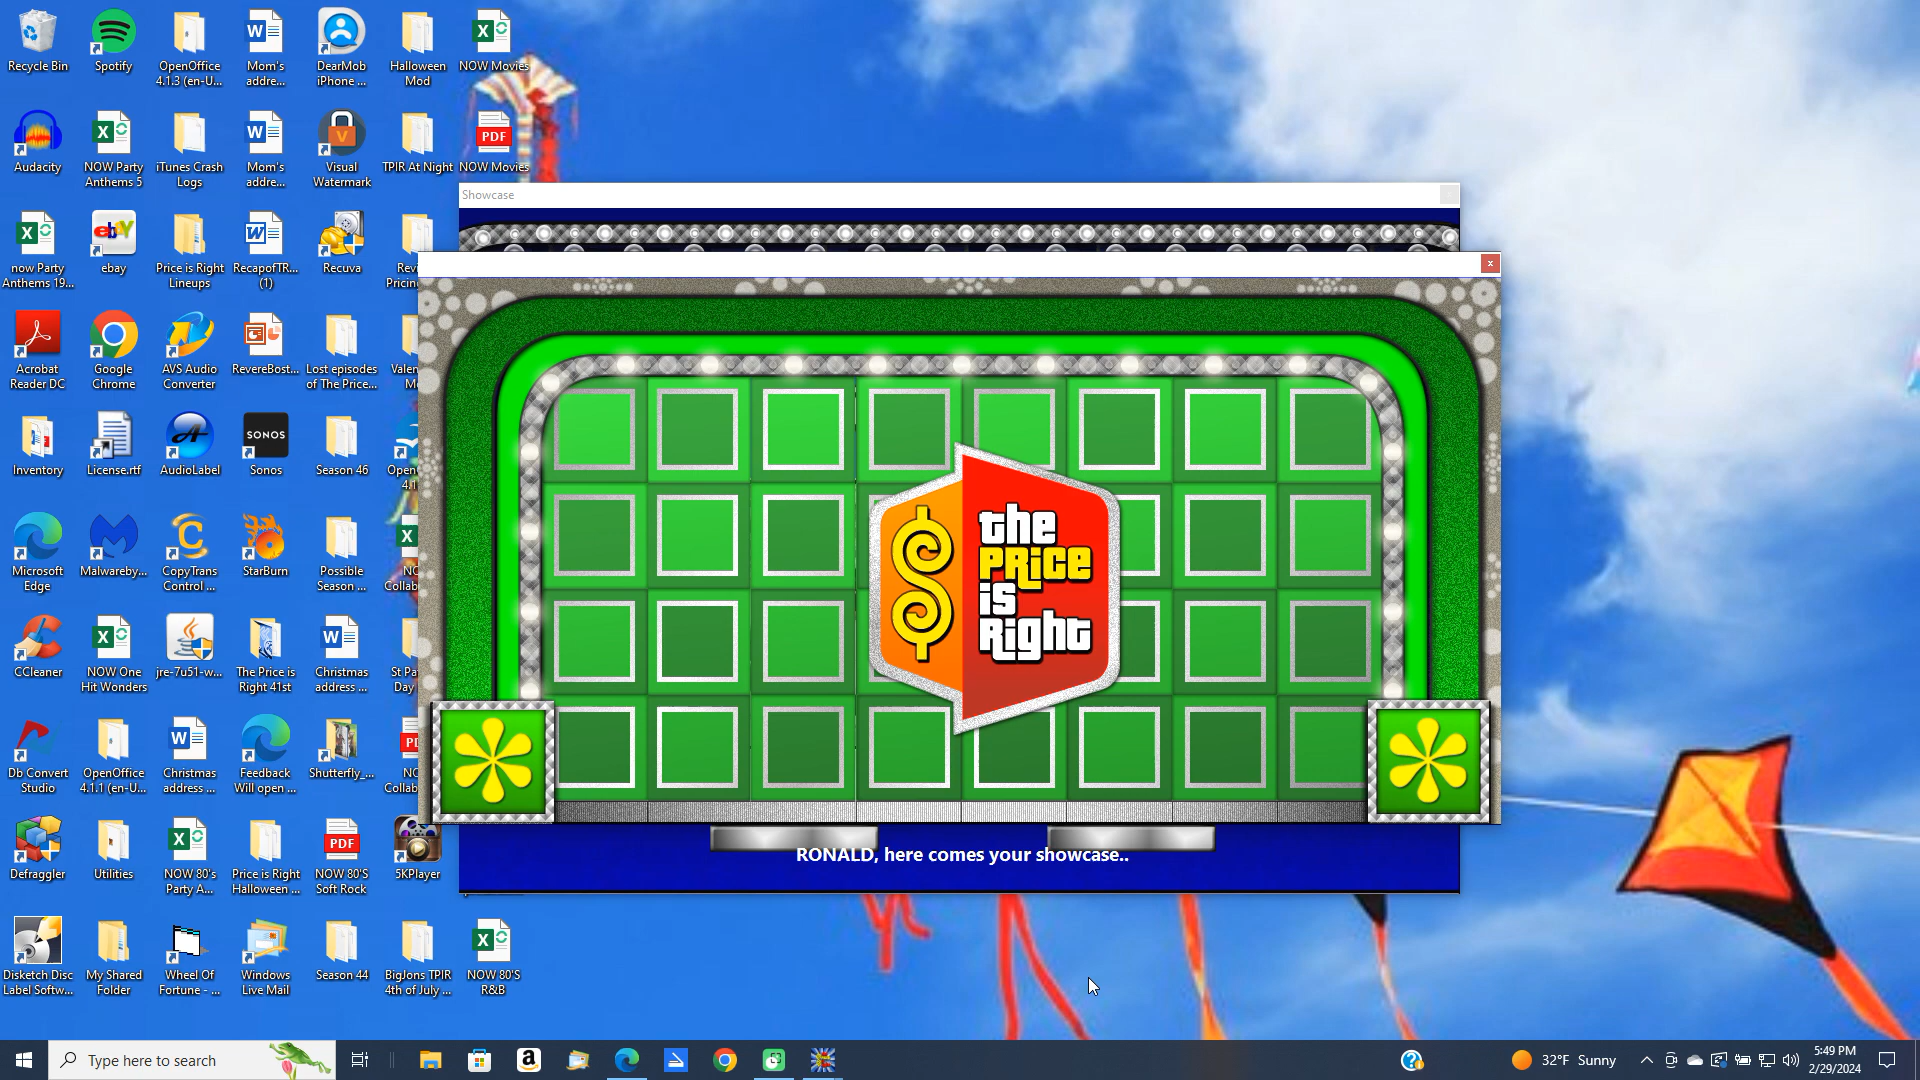 Recycle Bin
Spotify
OpenOffice
4.1.3 (en-U...
Mom's
addre...
DearMob
iPhone ...
Halloween
Mod
NOW Movies
Audacity
NOW Party
Anthems 5
iTunes Crash
Logs
Mom's
addre...
Visual
Watermark
TPIR At Night
PDF
NOW Movies
now Party
Anthems 19...
ebay
ebay
Price is Right
Lineups
RecapofTR...
(1)
Recuva
Acrobat
Reader DC
Google
Chrome
AVS Audio
Converter
RevereBost...
Lost episodes
of The Price...
Inventory
License.rtf
AudioLabel
SONOS
Sonos
Season 46
Microsoft
Edge
Malwareby...
CopyTrans
Control ...
StarBurn
Possible
Season ...
CCleaner
NOW One
Hit Wonders
jre-7u51-w...
The Price is
Right 41st
Christmas
address ...
Db Convert
Studio
OpenOffice
4.1.1 (en-U...
Christmas
address ...
Feedback
Will open ...
Shutterfly_...
Defraggler
Utilities
NOW 80's
Party A...
Price is Right
Halloween ...
PDF
NOW 80'S
Soft Rock
5KPlayer
Disketch Disc
Label Softw...
My Shared
Folder
Wheel Of
Fortune - ...
Windows
Live Mail
Season 44
BigJons TPIR
4th of July ...
NOW 80'S
R&B
Showcase
the
PRiCE
is
Right
RONALD, here comes your showcase..
Type here to search
32°F Sunny
5:49 PM
2/29/2024